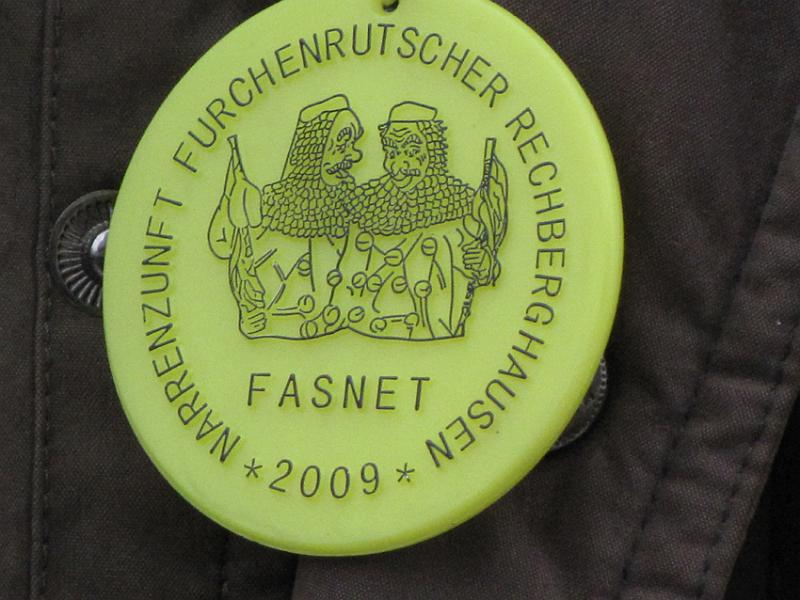 NARRENZUNFT FURCHENRUTSCHER RECHBERGHAUSEN
FASNET
*2009*